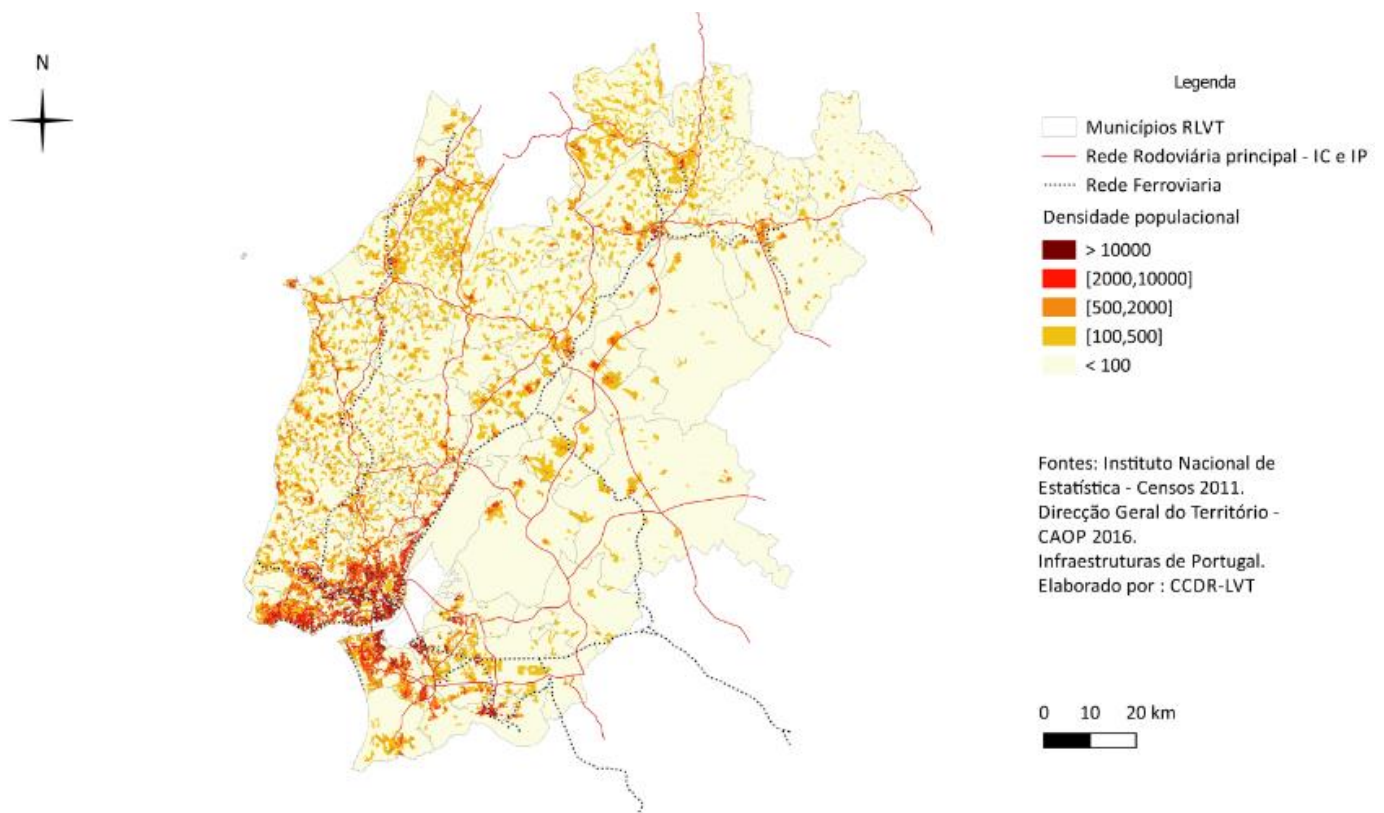 N
Legenda
Municípios RLVT
Rede Rodoviária principal - IC e IP
Rede Ferroviaria
Densidade populacional
> 10000
[2000,10000]
[500,2000]
[100,500]
< 100
Fontes: Instituto Nacional de
Estatística - Censos 2011.
Direcção Geral do Território -
CAOP 2016.
Infraestruturas de Portugal.
Elaborado por : CCDR-LVT
0 10 20 km